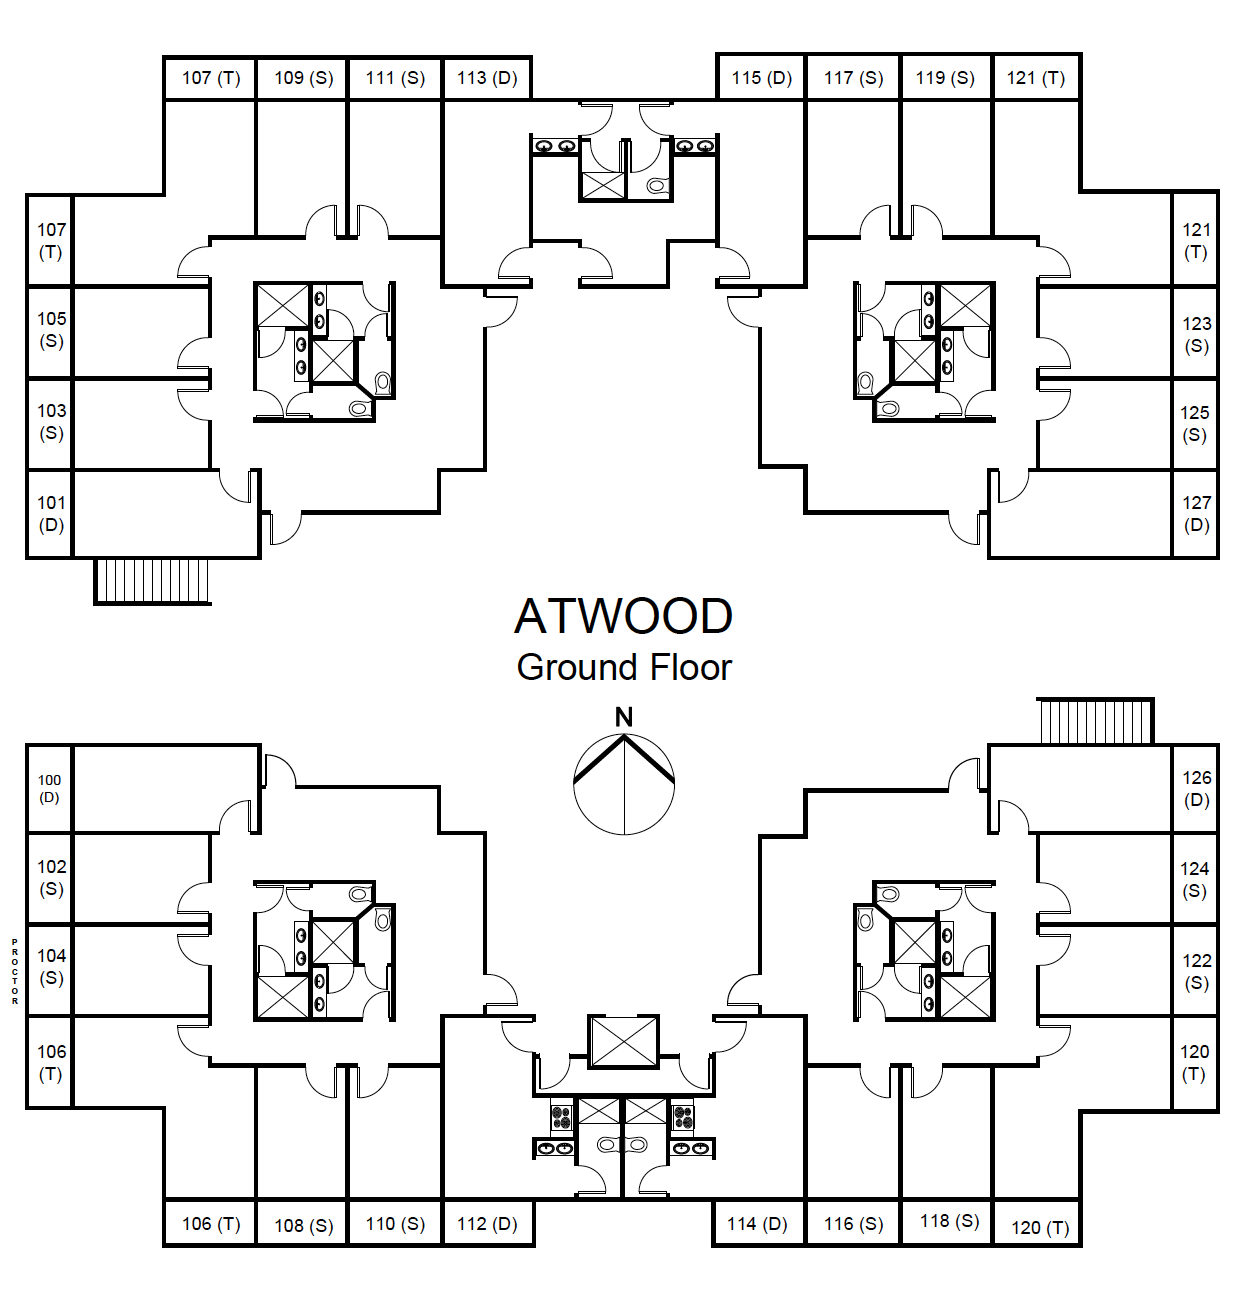 107 (T)
109 (S)
111 (S)
113 (D)
115 (D)
117 (S)
119 (S)
121 (T)
107
(T)
121
(T)
105
(S)
123
(S)
103
(S)
125
(S)
101
(D)
127
(D)
ATWOOD
Ground Floor
N
100
(D)
126
(D)
102
(S)
124
(S)
PROCTOR
104
(S)
122
(S)
106
(T)
120
(T)
106 (T)
108 (S)
110 (S)
112 (D)
114 (D)
116 (S)
118 (S)
120 (T)